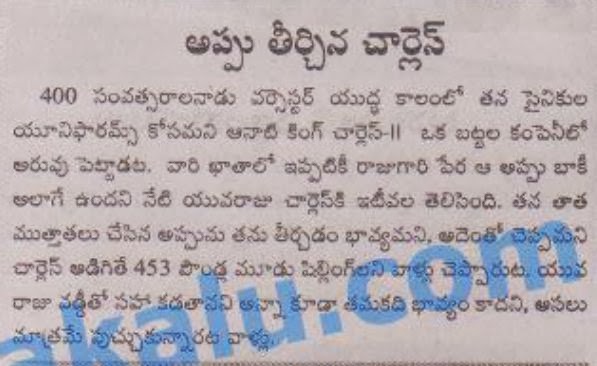 అప్పు తీర్చిన చార్లెస్
400 సంవత్సరాలనాడు వర్సెస్టర్ యుద్ధ కాలంలో తన సైనికుల
యూనిఫారమ్స్ కోసమని ఆనాటి కింగ్ చార్లెస్-II ఒక బట్టల కంపెనీలో
అరువు పెట్టాడట. వారి ఖాతాలో ఇప్పటికీ రాజుగారి పేర ఆ అప్పు బాకీ
అలాగే ఉందని నేటి యువరాజు చార్లెస్‌కి ఇటీవల తెలిసింది. తన తాత
ముత్తాతలు చేసిన అప్పును తను తీర్చడం భావ్యమని, అదెంతో చెప్పమని
చార్లెస్ అడిగితే 453 పౌండ్ల మూడు షిల్లింగ్‌లని వాళ్లు చెప్పారుట. యువ
రాజు వడ్డీతో సహా కడతానని అన్నా కూడా తమకది భావ్యం కాదని, అసలు
మాత్రమే పుచ్చుకున్నారట వాళ్లు.
akalu.com